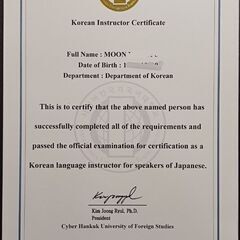 Korean Instructor Certificate
Full Name : MOON
Date of Birth : 1
Department : Department of Korean
This is to certify that the above named person has
successfully completed all of the requirements and
passed the official examination for certification as a
Korean language instructor for speakers of Japanese.
Kim Joong Ryul, Ph.D.
President
Cyber Hankuk University of Foreign Studies